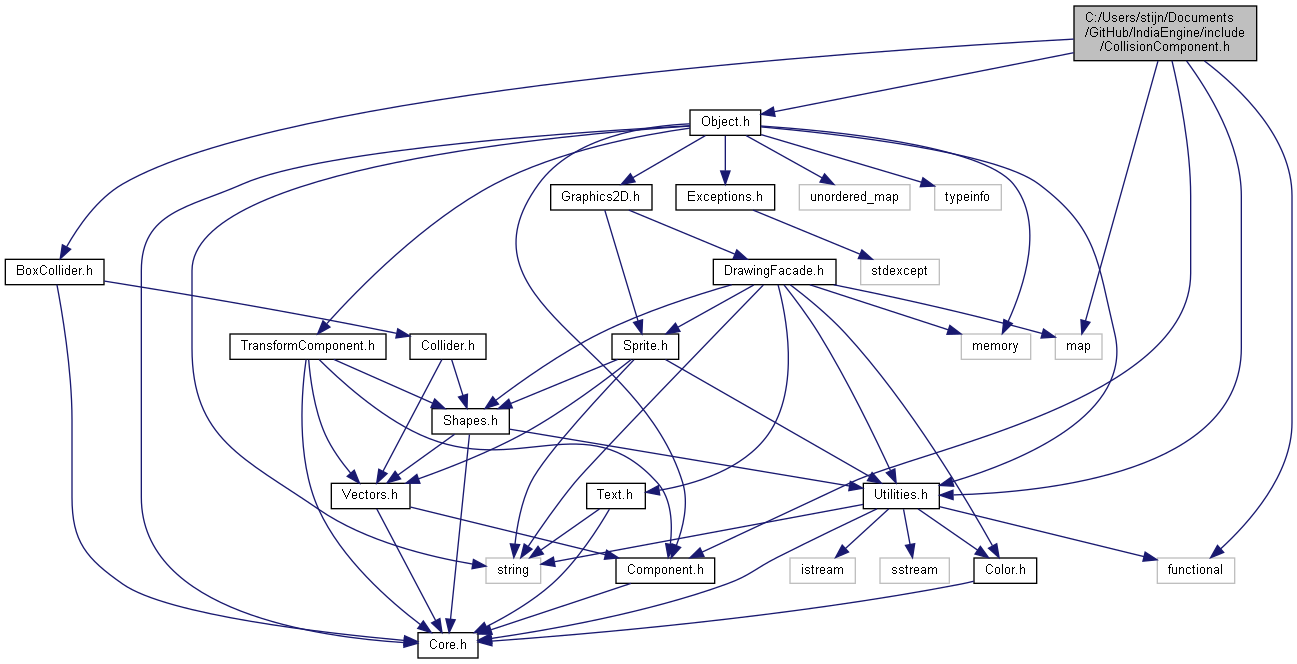 C:/Users/stijn/Documents
/GitHub/IndiaEngine/include
/CollisionComponent.h
Object.h
Graphics2D.h
Exceptions.h
unordered_map
typeinfo
BoxCollider.h
DrawingFacade.h
stdexcept
TransformComponent.h
Collider.h
Sprite.h
memory
map
Shapes.h
Vectors.h
Text.h
Utilities.h
string
Component.h
istream
sstream
Color.h
functional
Core.h